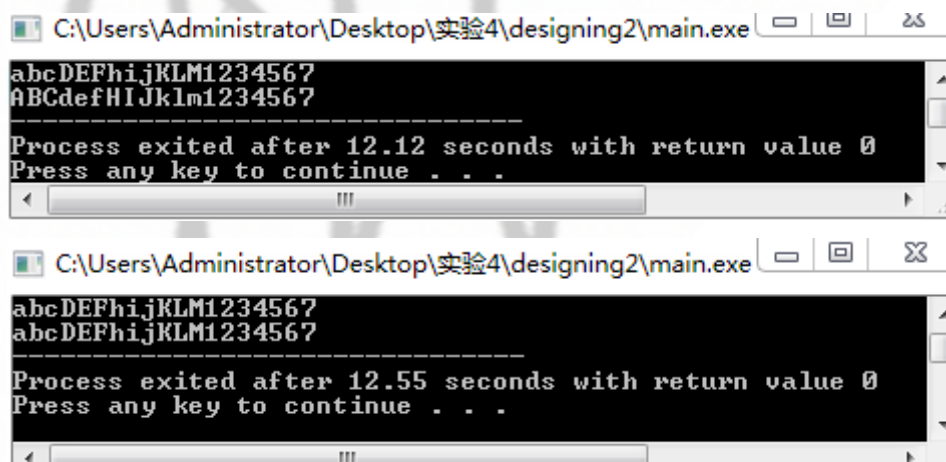 C:\Users\Administrator\Desktop\实验4\designing2\main.exe
abcDEFhijKLM1234567
ABCdefHIJklm1234567
--------------------------------
Process exited after 12.12 seconds with return value 0
Press any key to continue . . .
C:\Users\Administrator\Desktop\实验4\designing2\main.exe
abcDEFhijKLM1234567
abcDEFhijKLM1234567
--------------------------------
Process exited after 12.55 seconds with return value 0
Press any key to continue . . .